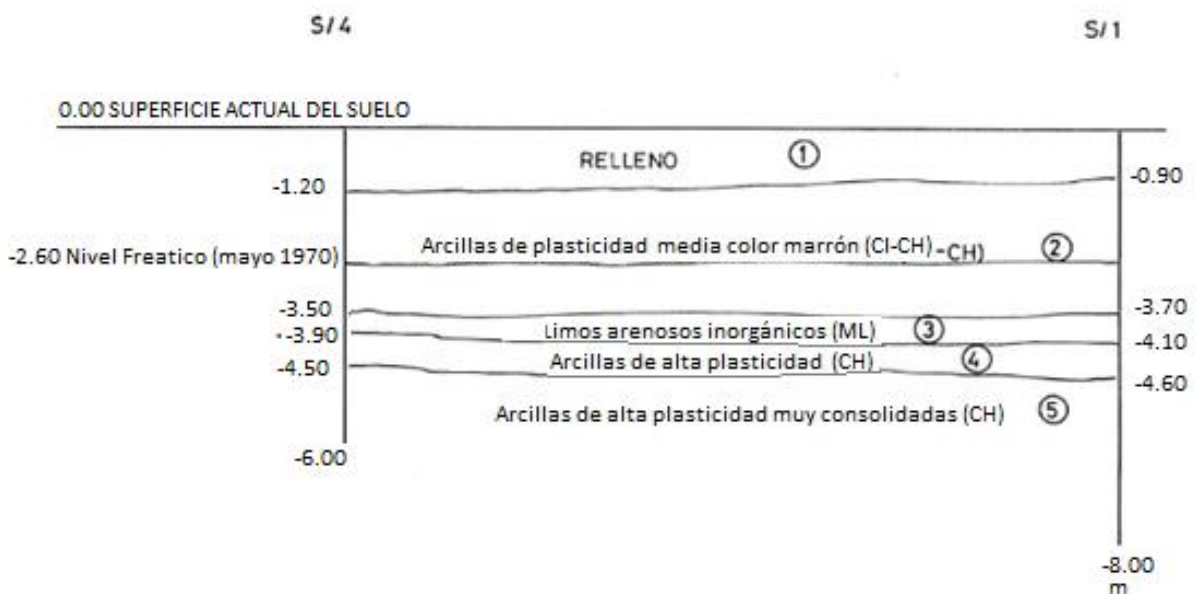 S/4
S/1
0.00 SUPERFICIE ACTUAL DEL SUELO
RELLENO ①
-1.20
-0.90
-2.60 Nivel Freatico (mayo 1970)
Arcillas de plasticidad media color marrón (CI-CH) -CH) ②
-3.50
-3.70
-3.90
Limos arenosos inorgánicos (ML) ③
-4.10
-4.50
Arcillas de alta plasticidad (CH) ④
-4.60
Arcillas de alta plasticidad muy consolidadas (CH) ⑤
-6.00
-8.00
m